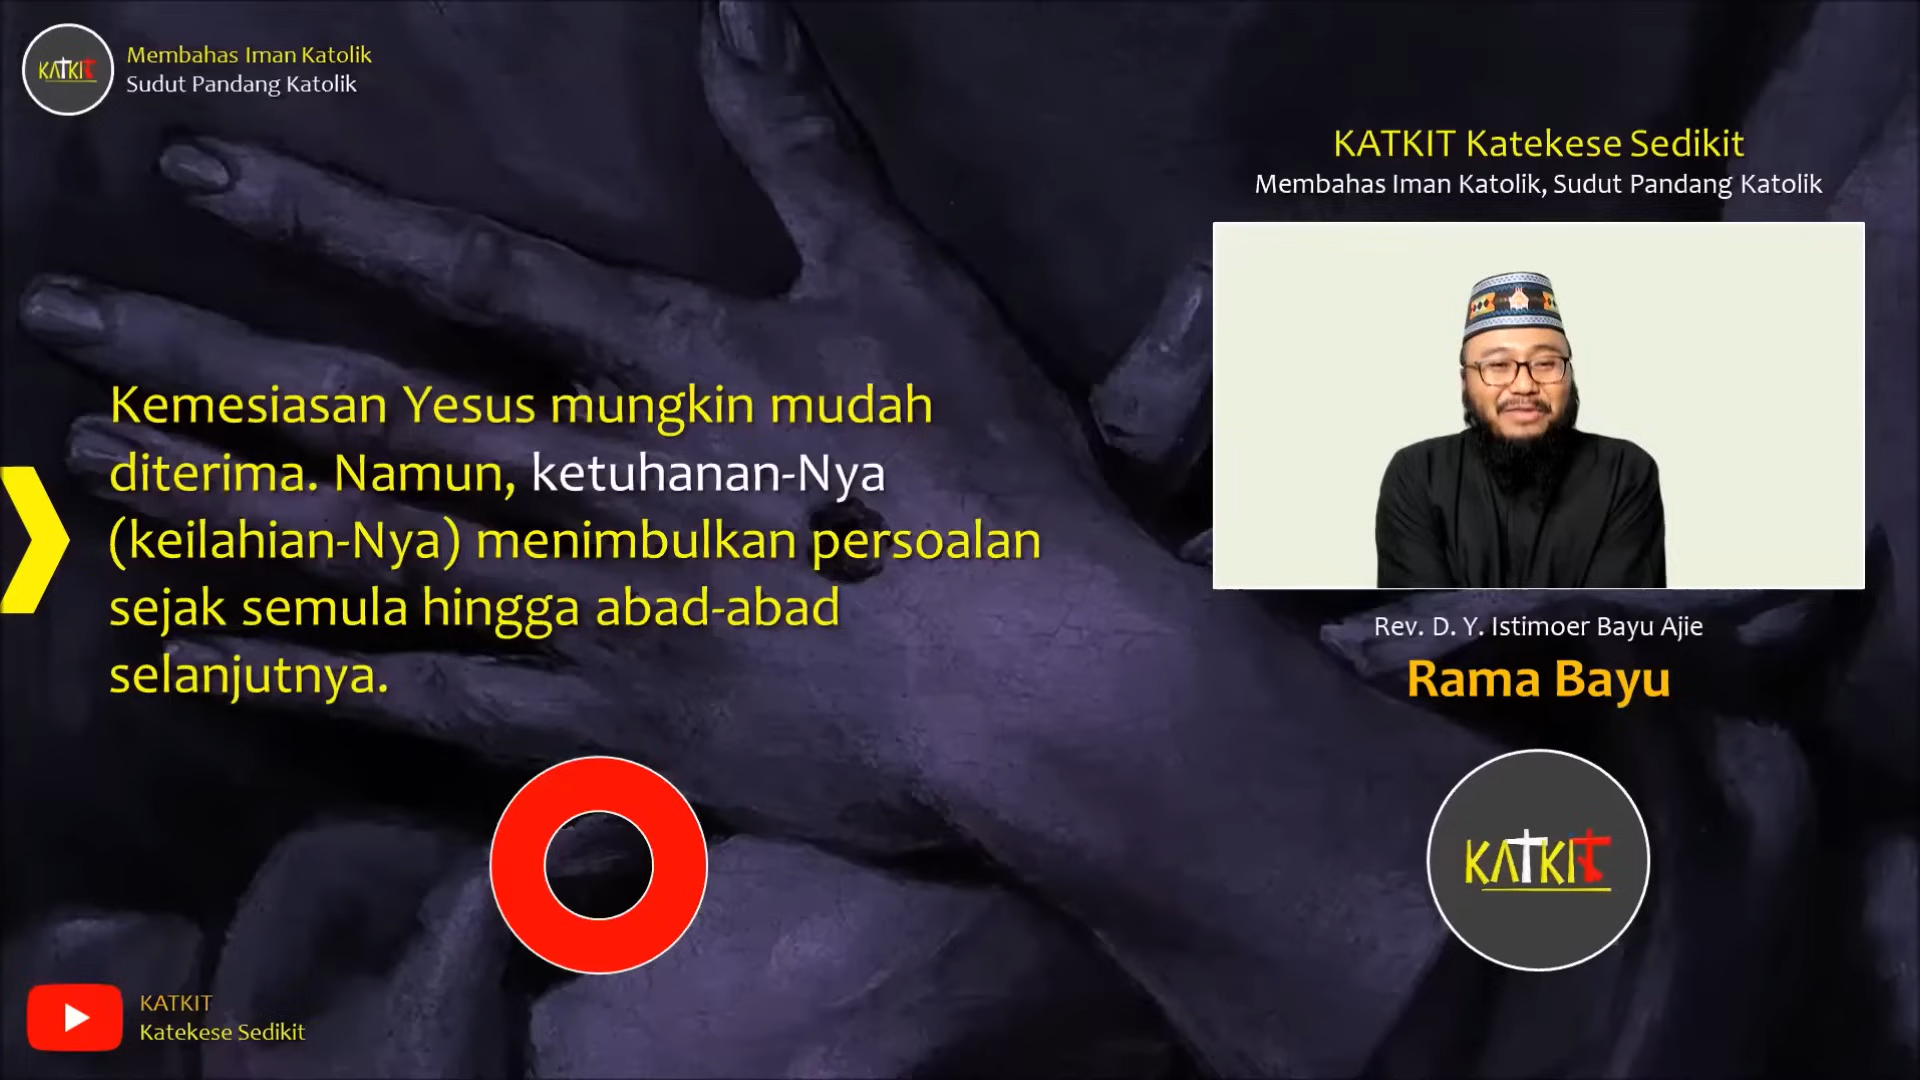 KATKIT
Membahas Iman Katolik
Sudut Pandang Katolik
KATKIT Katekese Sedikit
Membahas Iman Katolik, Sudut Pandang Katolik
Kemesiasan Yesus mungkin mudah
diterima. Namun, ketuhanan-Nya
(keilahian-Nya) menimbulkan persoalan
sejak semula hingga abad-abad
selanjutnya.
Rev. D. Y. Istimoer Bayu Ajie
Rama Bayu
KATKIT
KATKIT
Katekese Sedikit